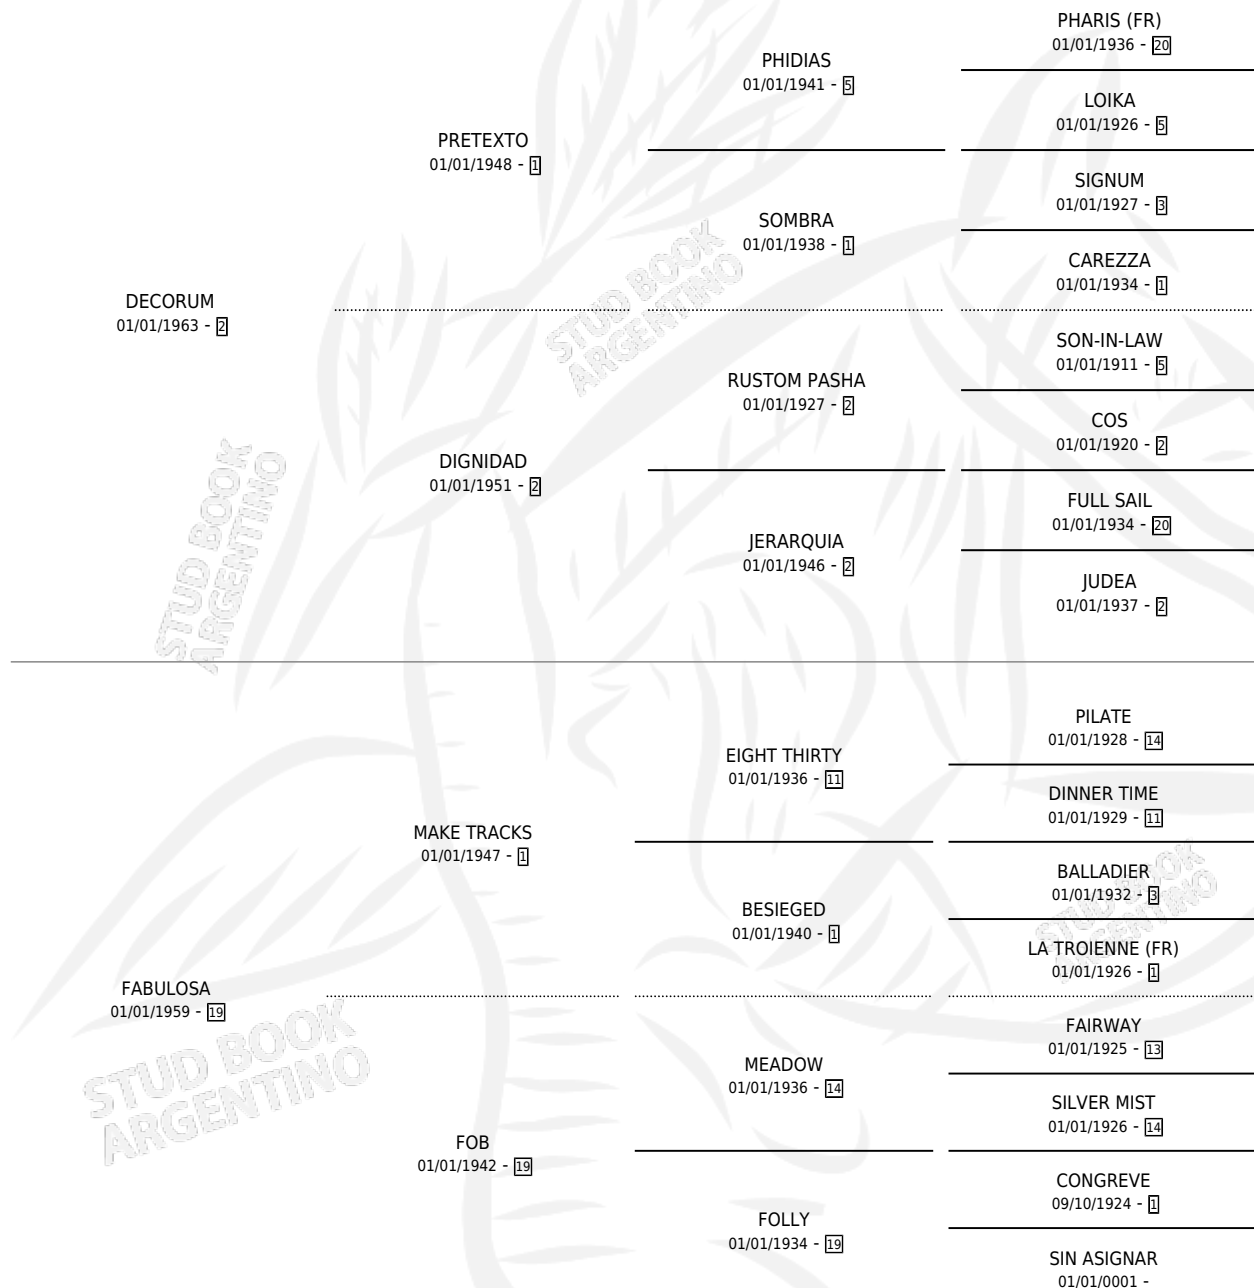 PHARIS (FR)
01/01/1936 - 20
PHIDIAS
01/01/1941 - 5
LOIKA
01/01/1926 - 5
PRETEXTO
01/01/1948 - 1
SIGNUM
01/01/1927 - 3
SOMBRA
01/01/1938 - 1
CAREZZA
01/01/1934 - 1
DECORUM
01/01/1963 - 2
SON-IN-LAW
01/01/1911 - 5
RUSTOM PASHA
01/01/1927 - 2
COS
01/01/1920 - 2
DIGNIDAD
01/01/1951 - 2
FULL SAIL
01/01/1934 - 20
JERARQUIA
01/01/1946 - 2
JUDEA
01/01/1937 - 2
PILATE
01/01/1928 - 14
EIGHT THIRTY
01/01/1936 - 11
DINNER TIME
01/01/1929 - 11
MAKE TRACKS
01/01/1947 - 1
BALLADIER
01/01/1932 - 3
BESIEGED
01/01/1940 - 1
LA TROIENNE (FR)
01/01/1926 - 1
FABULOSA
01/01/1959 - 19
FAIRWAY
01/01/1925 - 13
MEADOW
01/01/1936 - 14
SILVER MIST
01/01/1926 - 14
FOB
01/01/1942 - 19
CONGREVE
09/10/1924 - 1
FOLLY
01/01/1934 - 19
SIN ASIGNAR
01/01/0001 -
STUD BOOK
ARGENTINO
STUD BOOK
ARGENTINO
STUD BOOK
ARGENTINO
STUD BOOK
ARGENTINO